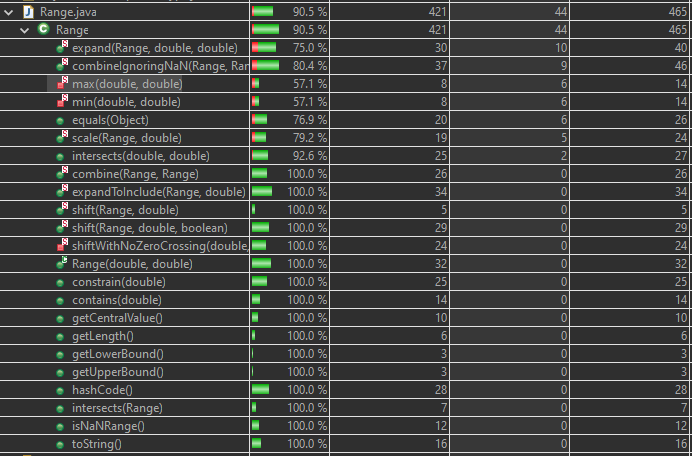 Range.java 90.5 % 421 44 465
Range 90.5 % 421 44 465
expand(Range, double, double) 75.0 % 30 10 40
combineIgnoringNaN(Range, Ran 80.4 % 37 9 46
max(double, double) 57.1 % 8 6 14
min(double, double) 57.1 % 8 6 14
equals(Object) 76.9 % 20 6 26
scale(Range, double) 79.2 % 19 5 24
intersects(double, double) 92.6 % 25 2 27
combine(Range, Range) 100.0 % 26 0 26
expandToInclude(Range, double) 100.0 % 34 0 34
shift(Range, double) 100.0 % 5 0 5
shift(Range, double, boolean) 100.0 % 29 0 29
shiftWithNoZeroCrossing(double, 100.0 % 24 0 24
Range(double, double) 100.0 % 32 0 32
constrain(double) 100.0 % 25 0 25
contains(double) 100.0 % 14 0 14
getCentralValue() 100.0 % 10 0 10
getLength() 100.0 % 6 0 6
getLowerBound() 100.0 % 3 0 3
getUpperBound() 100.0 % 3 0 3
hashCode() 100.0 % 28 0 28
intersects(Range) 100.0 % 7 0 7
isNaNRange() 100.0 % 12 0 12
toString() 100.0 % 16 0 16